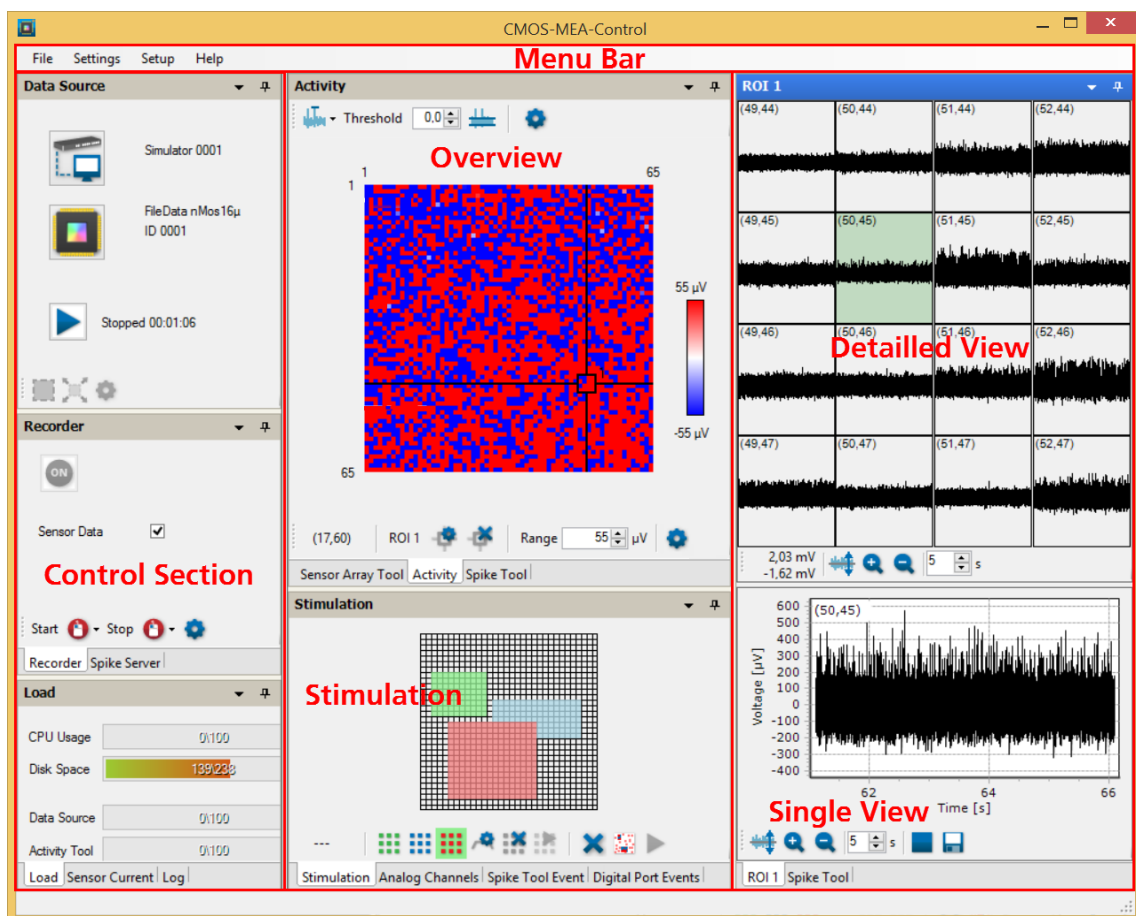 CMOS-MEA-Control
File Settings Setup Help
Menu Bar
Data Source
Simulator 0001
FileData nMos16µ
ID 0001
Stopped 00:01:06
Recorder
ON
Sensor Data
Control Section
Start Stop
Recorder Spike Server
Load
CPU Usage 0\100
Disk Space 139\238
Data Source 0\100
Activity Tool 0\100
Load Sensor Current Log
Activity
Threshold 0.0
Overview
1 65
1
65
55 µV
-55 µV
(17,60) ROI 1 Range 55 µV
Sensor Array Tool Activity Spike Tool
Stimulation
Stimulation
---
Stimulation Analog Channels Spike Tool Event Digital Port Events
ROI 1
(49,44) (50,44) (51,44) (52,44)
(49,45) (50,45) (51,45) (52,45)
(49,46) (50,46) (51,46) (52,46)
Detailled View
(49,47) (50,47) (51,47) (52,47)
2,03 mV
-1,62 mV
5 s
(50,45)
600
500
400
300
200
100
0
-100
-200
-300
-400
Voltage [µV]
62 64 66
Time [s]
Single View
5 s
ROI 1 Spike Tool